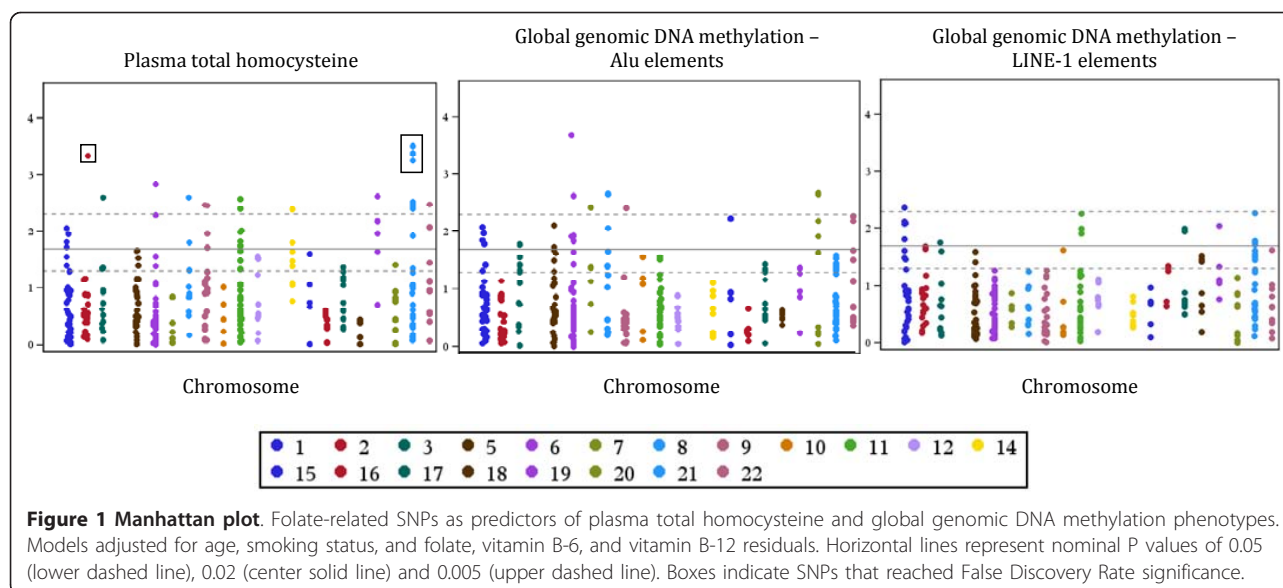 Plasma total homocysteine
Global genomic DNA methylation –
Alu elements
Global genomic DNA methylation –
LINE-1 elements
4
3
2
1
0
4
3
2
1
0
4
3
2
1
0
Chromosome
Chromosome
Chromosome
1 2 3 5 6 7 8 9 10 11 12 14
15 16 17 18 19 20 21 22
Figure 1 Manhattan plot. Folate-related SNPs as predictors of plasma total homocysteine and global genomic DNA methylation phenotypes.
Models adjusted for age, smoking status, and folate, vitamin B-6, and vitamin B-12 residuals. Horizontal lines represent nominal P values of 0.05
(lower dashed line), 0.02 (center solid line) and 0.005 (upper dashed line). Boxes indicate SNPs that reached False Discovery Rate significance.